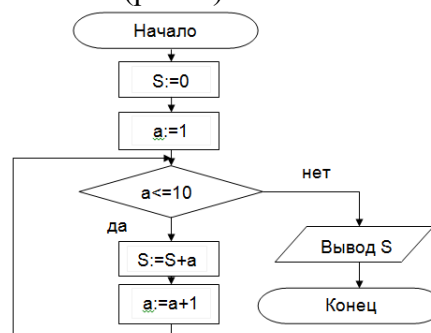 Начало
S:=0
a:=1
a<=10
нет
да
S:=S+a
Вывод S
a:=a+1
Конец